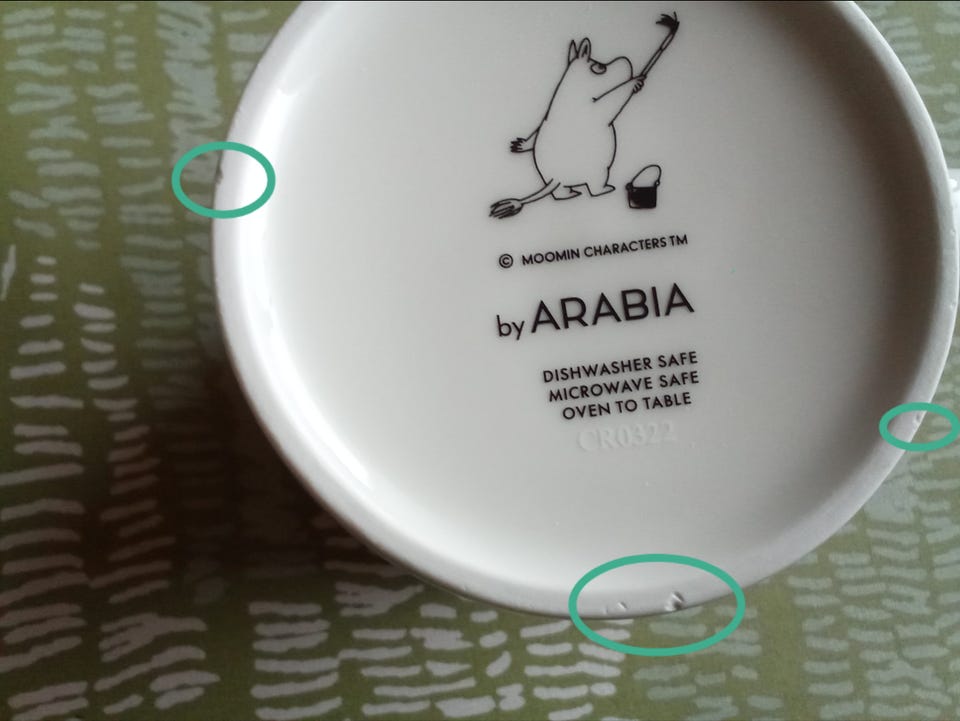 © MOOMIN CHARACTERS TM
by ARABIA
DISHWASHER SAFE
MICROWAVE SAFE
OVEN TO TABLE
CR0322